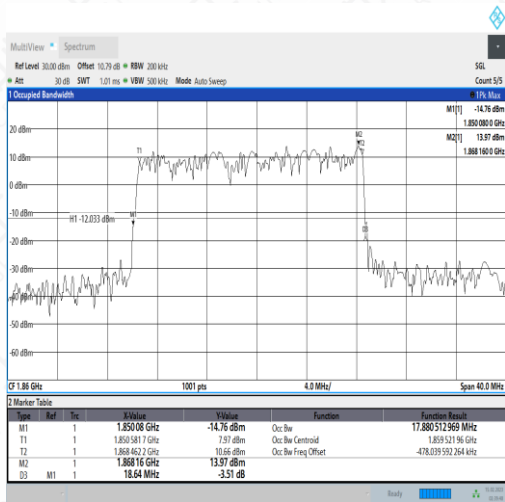 MultiView Spectrum
Ref Level 30.00 dBm Offset 10.79 dB RBW 200 kHz SGL
Att 30 dB SWT 1.01 ms VBW 500 kHz Mode Auto Sweep Count 5/5
1 Occupied Bandwidth 1Pk Max
M1[1] -14.76 dBm
1.850 080 0 GHz
M2[1] 13.97 dBm
1.868 160 0 GHz
20 dBm
M2
T1
T2
10 dBm
0 dBm
-10 dBm
H1 -12.033 dBm
M1
-20 dBm
D3
-30 dBm
-40 dBm
-50 dBm
-60 dBm
CF 1.86 GHz 1001 pts 4.0 MHz/ Span 40.0 MHz
2 Marker Table
Type Ref Trc X-Value Y-Value Function Function Result
M1 1 1.850 08 GHz -14.76 dBm Occ Bw 17.880 512 969 MHz
T1 1 1.850 581 7 GHz 7.97 dBm Occ Bw Centroid 1.859 521 96 GHz
T2 1 1.868 462 2 GHz 10.66 dBm Occ Bw Freq Offset -478.039 592 264 kHz
M2 1 1.868 16 GHz 13.97 dBm
D3 M1 1 18.64 MHz -3.51 dB
Ready